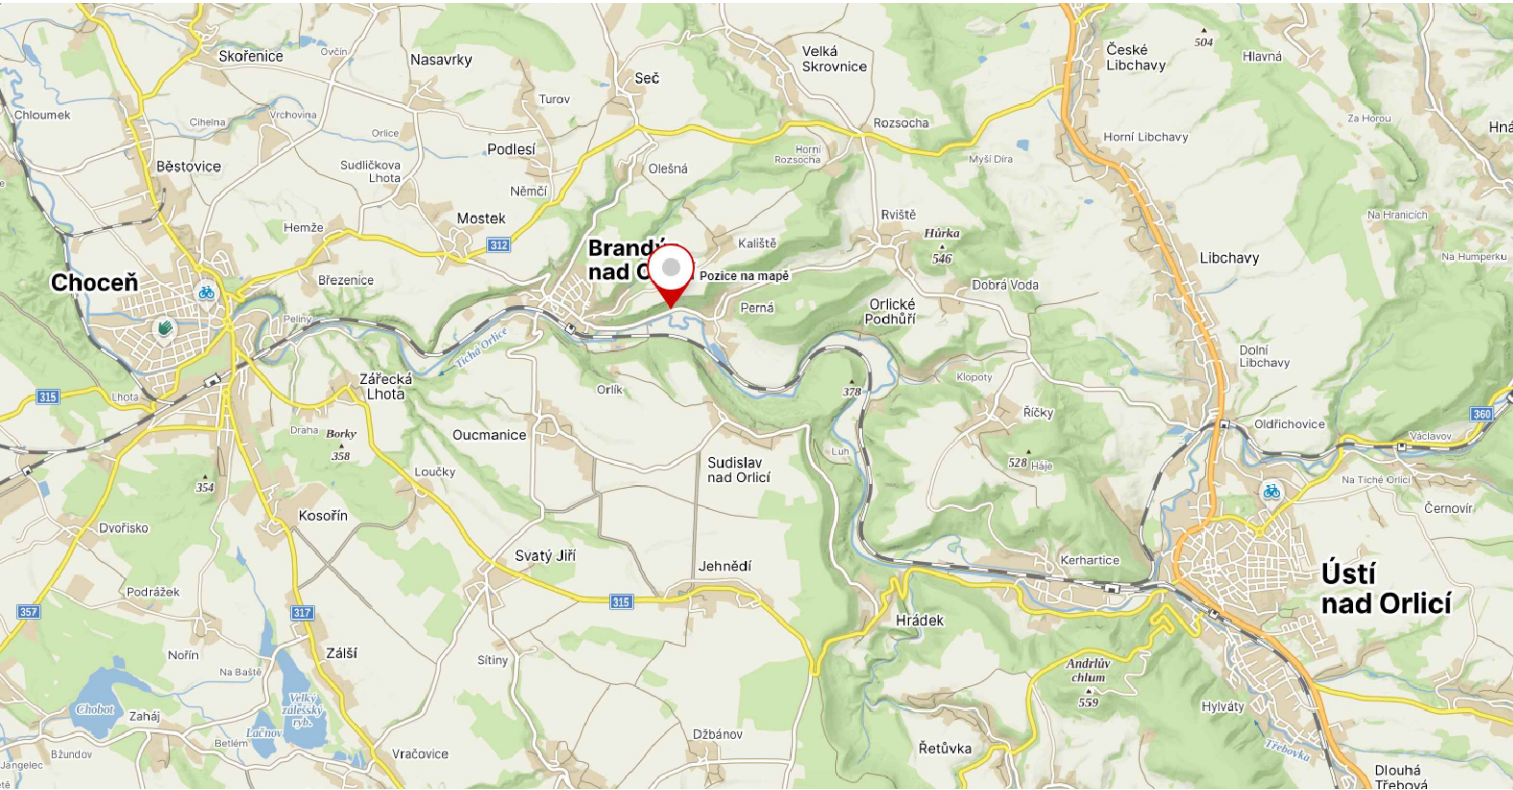 Skořenice
Ovčín
Nasavrky
Seč
Velká
Skrovnice
České
Libchavy
504
Hlavná
Chloumek
Cihelna
Vrchovina
Turov
Orlice
Rozsocha
Horní Libchavy
Za Horou
Běstovice
Sudličkova
Lhota
Podlesí
Olešná
Horní
Rozsocha
Myší Díra
Němčí
Hemže
Mostek
312
Kaliště
Rviště
Hůrka
546
Na Hranicích
Libchavy
Na Humperku
Choceň
Březenice
nad
Pozice na mapě
Dobrá Voda
Peliny
Tichá Orlice
Perná
Orlické
Podhůří
Dolní
Libchavy
315
Lhota
Zářecká
Lhota
Orlík
378
Klopoty
Říčky
Oldřichovice
360
Václavov
Draha
Borky
358
Oucmanice
Luh
354
Loučky
Sudislav
nad Orlicí
528
Háje
Na Tiché Orlici
Černovír
Dvořisko
Kosořín
Svatý Jiří
Jehnědí
Kerhartice
Ústí
nad Orlicí
Podrážek
357
317
315
Hrádek
Nořín
Zálší
Na Baště
Sítiny
Andrlův
chlum
559
Chobot
Zaháj
Velký
zálešský
ryb.
Lačnov
Betlém
Hylváty
Džbánov
Řetůvka
Třebovka
Bžundov
Vračovice
Jangelec
Dlouhá
Třebová